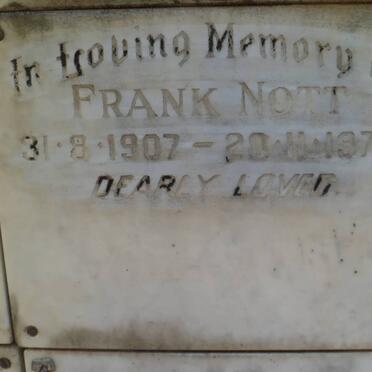 In Loving Memory
FRANK NOTT
31·8·1907 – 20·11·197
DEARLY LOVED